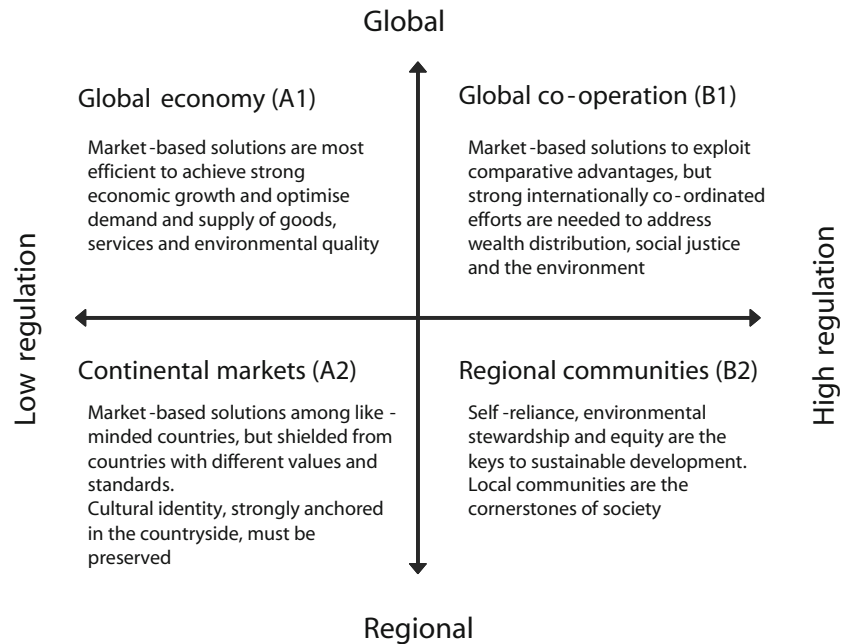 Global
Global economy (A1)
Market-based solutions are most
efficient to achieve strong
economic growth and optimise
demand and supply of goods,
services and environmental quality
Global co-operation (B1)
Market-based solutions to exploit
comparative advantages, but
strong internationally co-ordinated
efforts are needed to address
wealth distribution, social justice
and the environment
Low regulation
High regulation
Continental markets (A2)
Market-based solutions among like-
minded countries, but shielded from
countries with different values and
standards.
Cultural identity, strongly anchored
in the countryside, must be
preserved
Regional communities (B2)
Self-reliance, environmental
stewardship and equity are the
keys to sustainable development.
Local communities are the
cornerstones of society
Regional